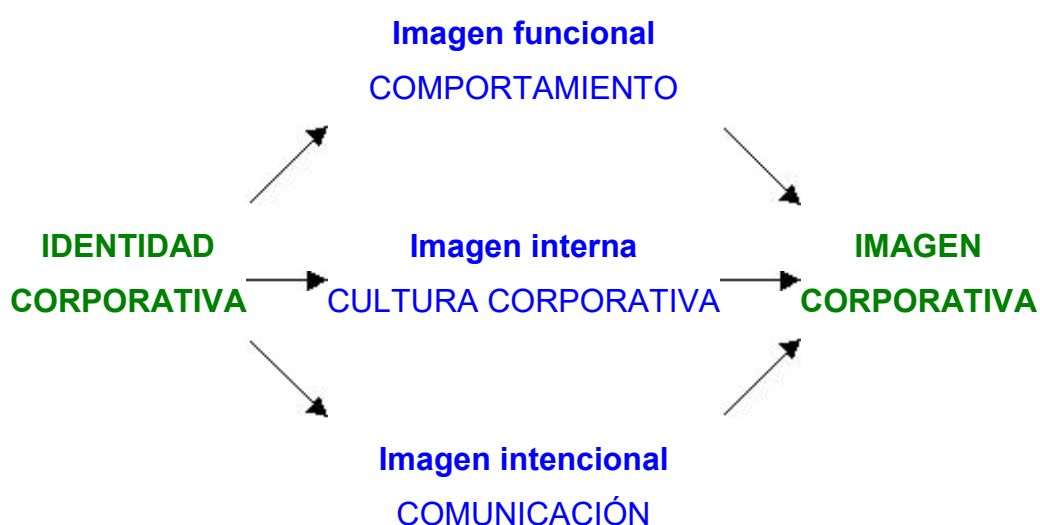 Imagen funcional
COMPORTAMIENTO
IDENTIDAD
CORPORATIVA
Imagen interna
CULTURA CORPORATIVA
IMAGEN
CORPORATIVA
Imagen intencional
COMUNICACIÓN